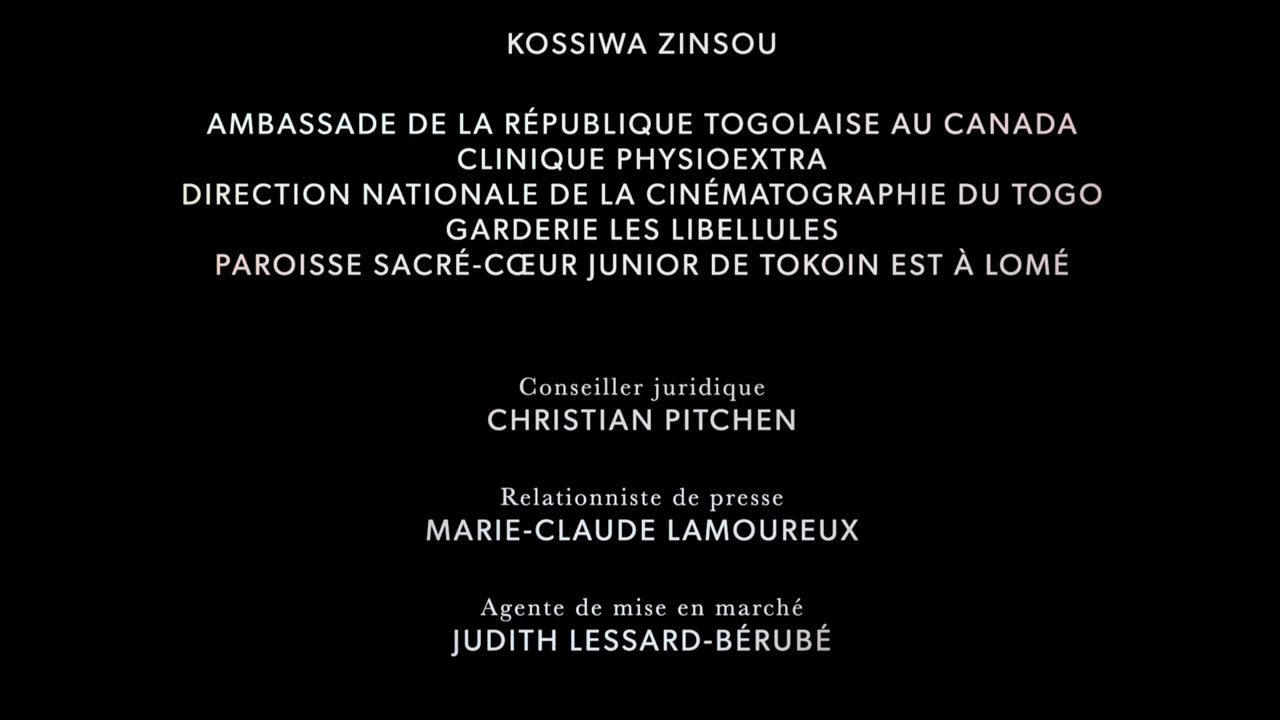 KOSSIWA ZINSOU
AMBASSADE DE LA RÉPUBLIQUE TOGOLAISE AU CANADA
CLINIQUE PHYSIOEXTRA
DIRECTION NATIONALE DE LA CINÉMATOGRAPHIE DU TOGO
GARDERIE LES LIBELLULES
PAROISSE SACRÉ-CŒUR JUNIOR DE TOKOIN EST À LOMÉ
Conseiller juridique
CHRISTIAN PITCHEN
Relationniste de presse
MARIE-CLAUDE LAMOUREUX
Agente de mise en marché
JUDITH LESSARD-BÉRUBÉ